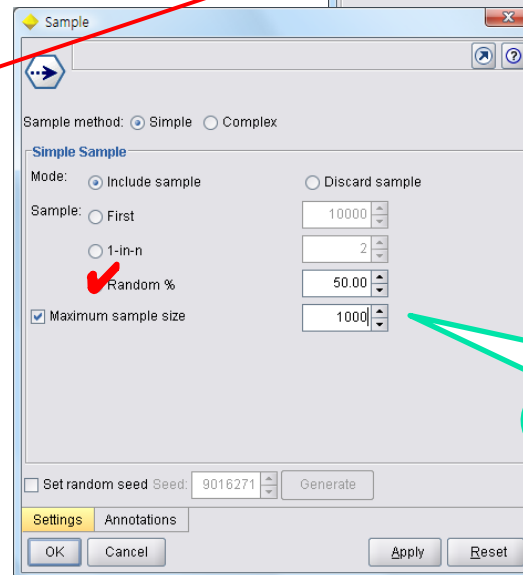 Sample
Sample method: Simple Complex
Simple Sample
Mode: Include sample Discard sample
Sample: First 10000
1-in-n 2
Random % 50.00
Maximum sample size 1000
Set random seed Seed: 9016271 Generate
Settings Annotations
OK Cancel Apply Reset